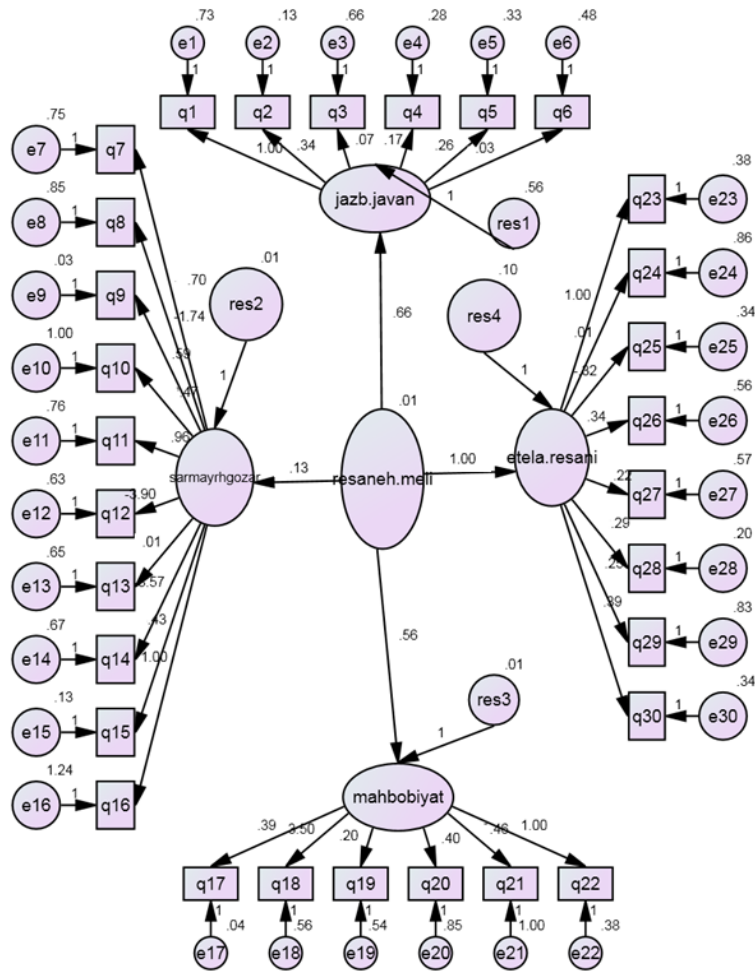 .73 .13 .66 .28 .33 .48
e1 e2 e3 e4 e5 e6
1 1 1 1 1 1
q1 q2 q3 q4 q5 q6
1.00 .34 .07 .17 .26 .03
jazb.javan
1
.56
res1
.75
e7 1 q7
.85
e8 1 q8
.03
e9 1 q9
1.00
e10 1 q10
.76
e11 1 q11
.63
e12 1 q12
.65
e13 1 q13
.67
e14 1 q14
.13
e15 1 q15
1.24
e16 1 q16
.70
-1.74
.59
.47
.96
-3.90
.01
.57
.43
1.00
.01
res2
1
sarmayrhgozar
.13
.66
.01
resaneh.meli
1.00
.56
.10
res4
1
etela.resani
1.00
.01
.34
.22
.29
.39
.38
q23 1 e23
.86
q24 1 e24
.34
q25 1 e25
.56
q26 1 e26
.57
q27 1 e27
.20
q28 1 e28
.83
q29 1 e29
.34
q30 1 e30
.01
res3
1
mahbobiyat
.39 3.50 .20 .40 .46 1.00
q17 q18 q19 q20 q21 q22
1 1 1 1 1 1
.04 .56 .54 .85 1.00 .38
e17 e18 e19 e20 e21 e22